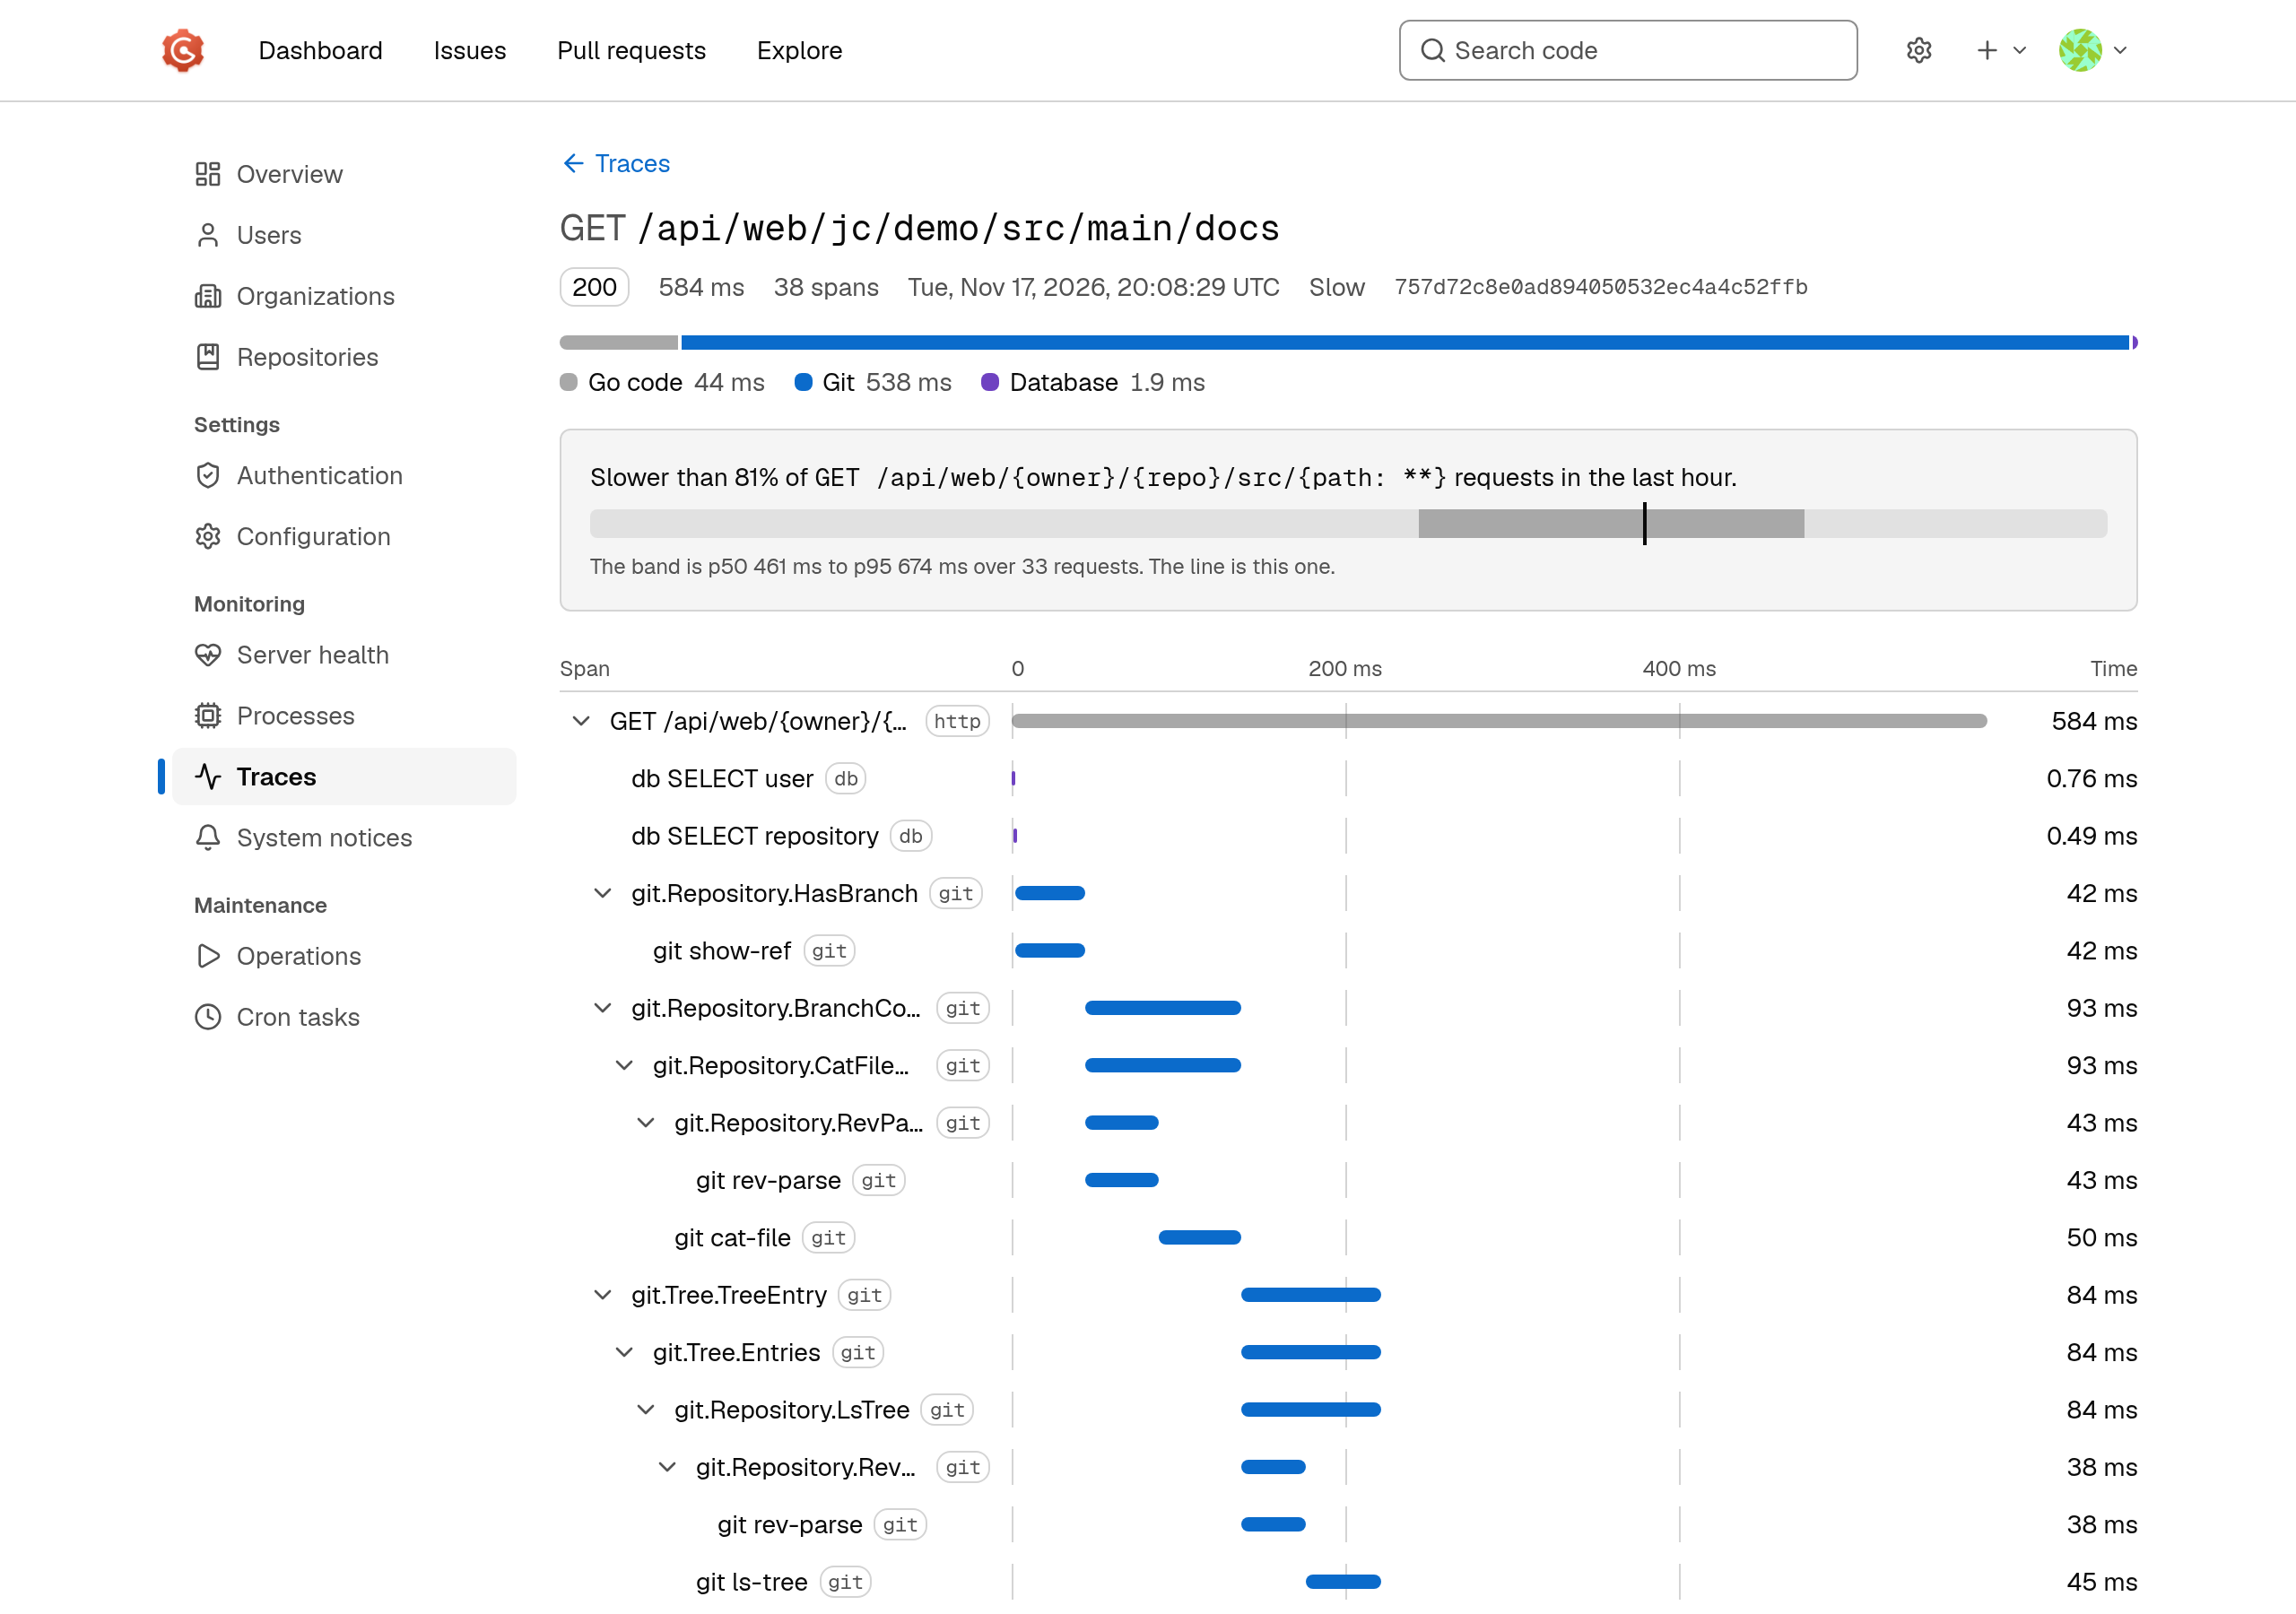 Dashboard Issues Pull requests Explore Search code
Overview
Users
Organizations
Repositories
Settings
Authentication
Configuration
Monitoring
Server health
Processes
Traces
System notices
Maintenance
Operations
Cron tasks
← Traces
GET /api/web/jc/demo/src/main/docs
200 584 ms 38 spans Tue, Nov 17, 2026, 20:08:29 UTC Slow 757d72c8e0ad894050532ec4a4c52ffb
Go code 44 ms Git 538 ms Database 1.9 ms
Slower than 81% of GET /api/web/{owner}/{repo}/src/{path: **} requests in the last hour.
The band is p50 461 ms to p95 674 ms over 33 requests. The line is this one.
Span 0 200 ms 400 ms Time
GET /api/web/{owner}/{... http 584 ms
db SELECT user db 0.76 ms
db SELECT repository db 0.49 ms
git.Repository.HasBranch git 42 ms
git show-ref git 42 ms
git.Repository.BranchCo... git 93 ms
git.Repository.CatFile... git 93 ms
git.Repository.RevPa... git 43 ms
git rev-parse git 43 ms
git cat-file git 50 ms
git.Tree.TreeEntry git 84 ms
git.Tree.Entries git 84 ms
git.Repository.LsTree git 84 ms
git.Repository.Rev... git 38 ms
git rev-parse git 38 ms
git ls-tree git 45 ms